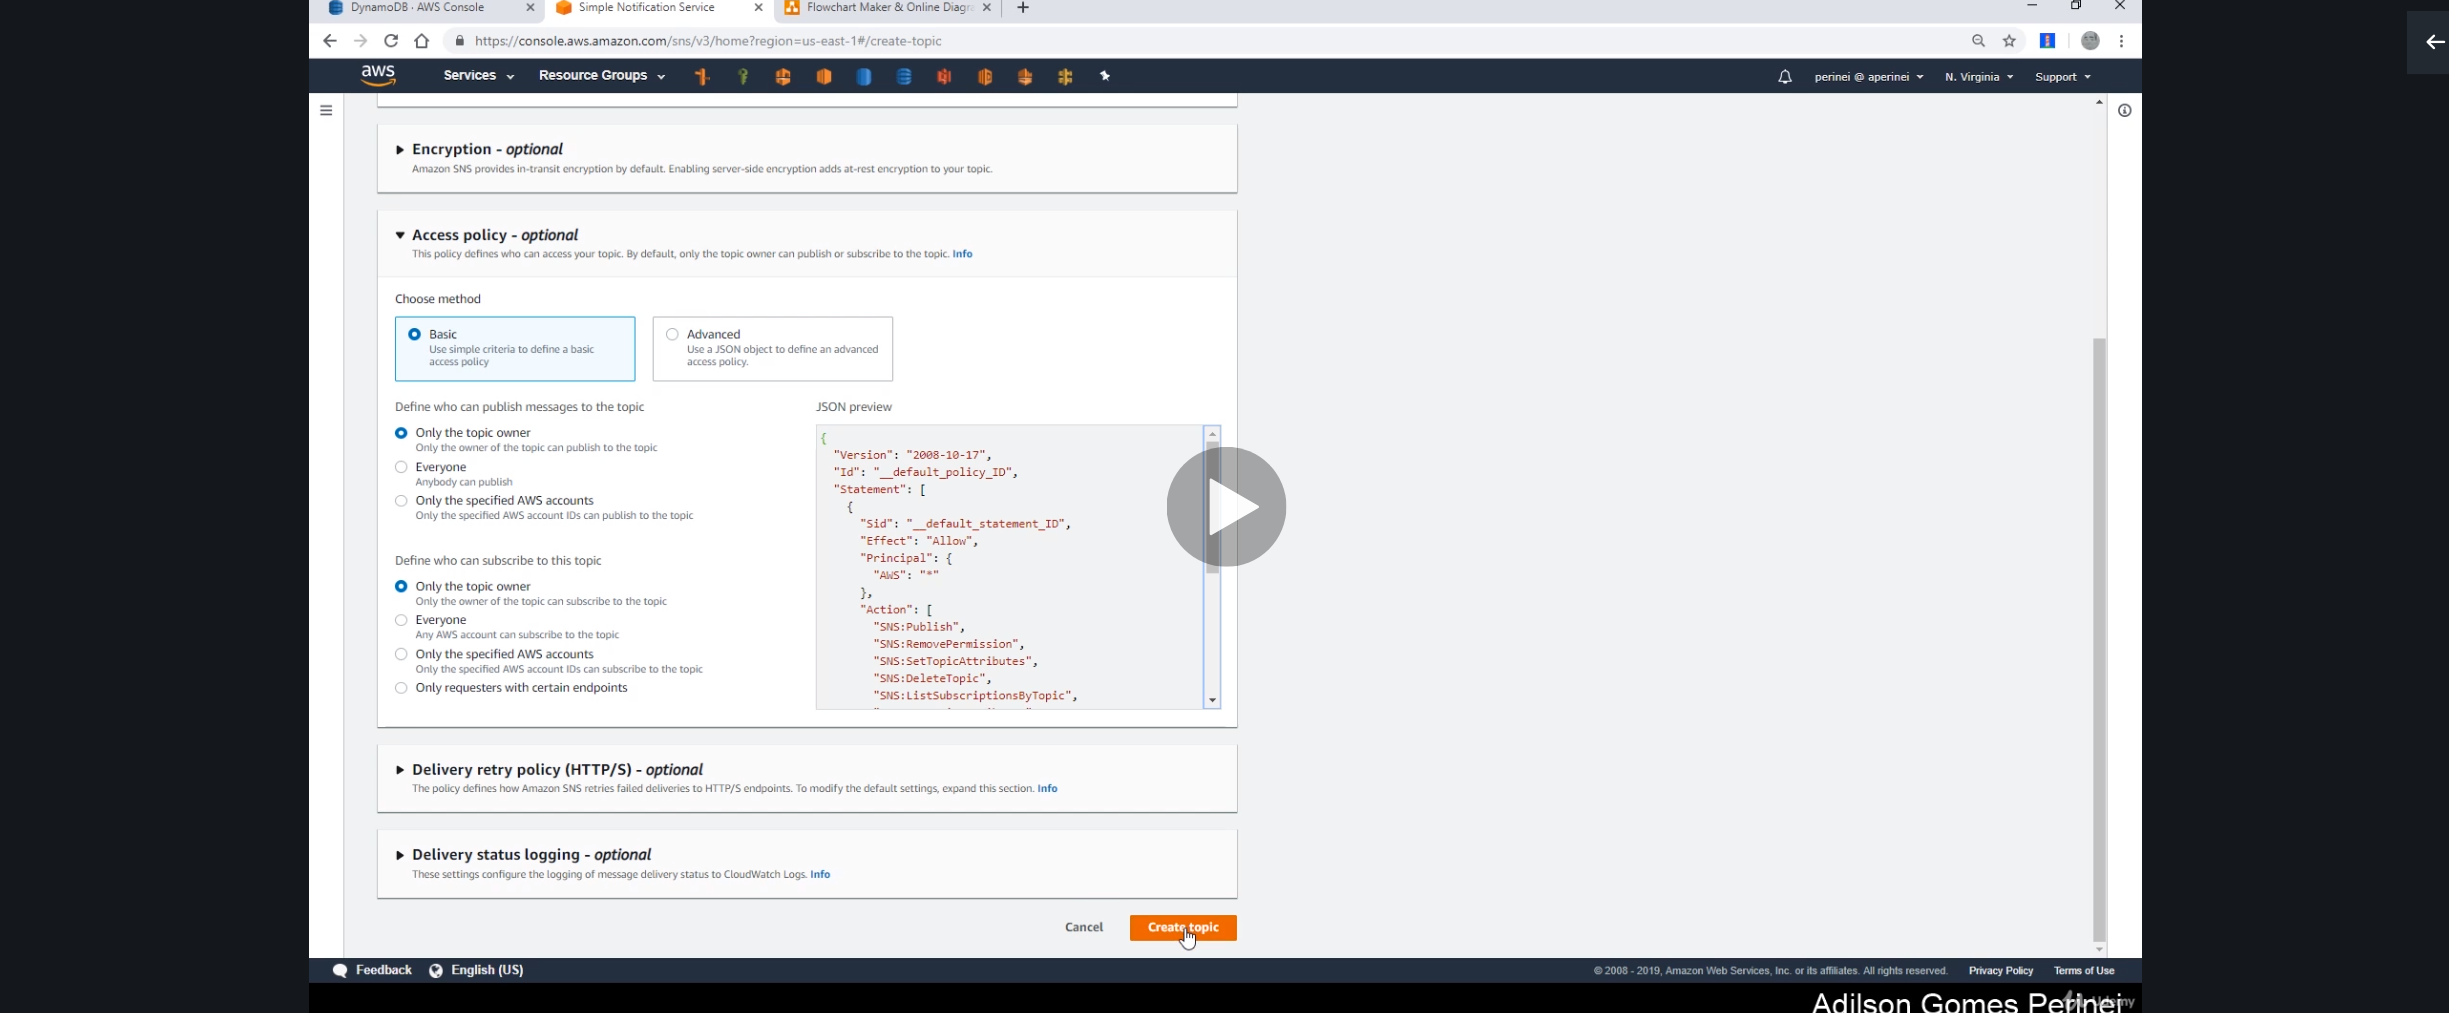 DynamoDB · AWS Console
Simple Notification Service
Flowchart Maker & Online Diagra
https://console.aws.amazon.com/sns/v3/home?region=us-east-1#/create-topic
aws
Services
Resource Groups
perinei @ aperinei
N. Virginia
Support
Encryption - optional
Amazon SNS provides in-transit encryption by default. Enabling server-side encryption adds at-rest encryption to your topic.
Access policy - optional
This policy defines who can access your topic. By default, only the topic owner can publish or subscribe to the topic. Info
Choose method
Basic
Use simple criteria to define a basic
access policy
Advanced
Use a JSON object to define an advanced
access policy.
Define who can publish messages to the topic
Only the topic owner
Only the owner of the topic can publish to the topic
Everyone
Anybody can publish
Only the specified AWS accounts
Only the specified AWS account IDs can publish to the topic
Define who can subscribe to this topic
Only the topic owner
Only the owner of the topic can subscribe to the topic
Everyone
Any AWS account can subscribe to the topic
Only the specified AWS accounts
Only the specified AWS account IDs can subscribe to the topic
Only requesters with certain endpoints
JSON preview
{
"Version": "2008-10-17",
"Id": "__default_policy_ID",
"Statement": [
{
"Sid": "__default_statement_ID",
"Effect": "Allow",
"Principal": {
"AWS": "*"
},
"Action": [
"SNS:Publish",
"SNS:RemovePermission",
"SNS:SetTopicAttributes",
"SNS:DeleteTopic",
"SNS:ListSubscriptionsByTopic",
Delivery retry policy (HTTP/S) - optional
The policy defines how Amazon SNS retries failed deliveries to HTTP/S endpoints. To modify the default settings, expand this section. Info
Delivery status logging - optional
These settings configure the logging of message delivery status to CloudWatch Logs. Info
Cancel
Create topic
Feedback
English (US)
© 2008 - 2019, Amazon Web Services, Inc. or its affiliates. All rights reserved.
Privacy Policy
Terms of Use
Adilson Gomes Perinei
Udemy